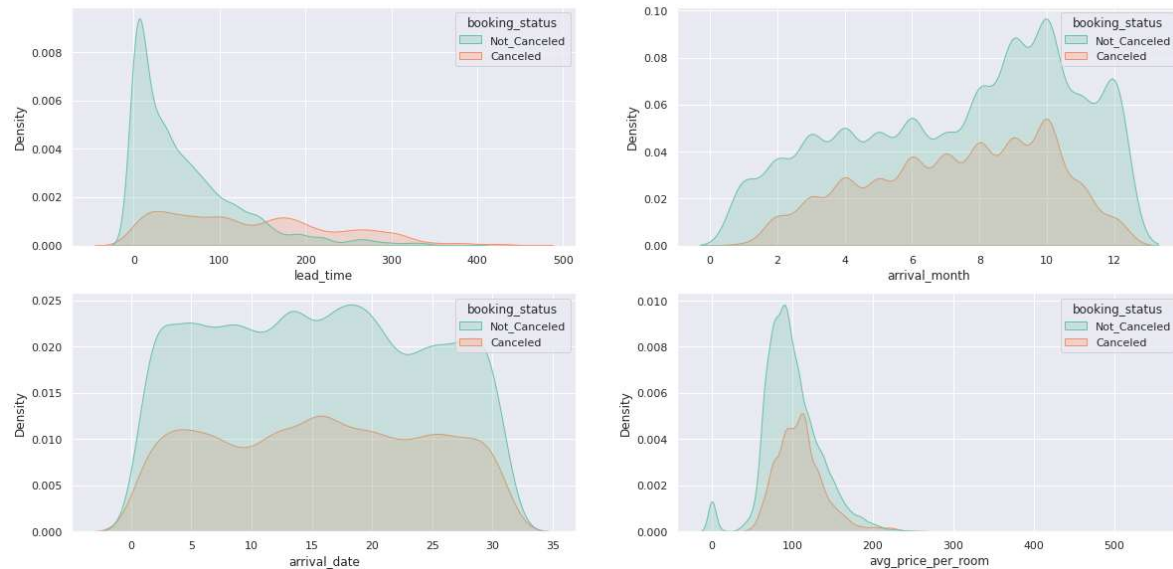 booking_status
Not_Canceled
Canceled
0.008
0.006
0.004
0.002
0.000
Density
0
100
200
300
400
500
lead_time
booking_status
Not_Canceled
Canceled
0.10
0.08
0.06
0.04
0.02
0.00
Density
0
2
4
6
8
10
12
arrival_month
booking_status
Not_Canceled
Canceled
0.025
0.020
0.015
0.010
0.005
0.000
Density
0
5
10
15
20
25
30
35
arrival_date
booking_status
Not_Canceled
Canceled
0.010
0.008
0.006
0.004
0.002
0.000
Density
0
100
200
300
400
500
avg_price_per_room